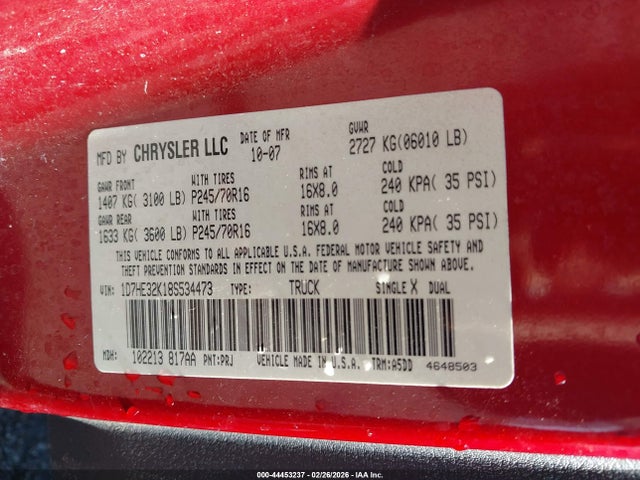 MFD BY CHRYSLER LLC DATE OF MFR 10-07 GVWR 2727 KG(06010 LB)
GAWR FRONT WITH TIRES RIMS AT COLD
1407 KG( 3100 LB) P245/70R16 16X8.0 240 KPA( 35 PSI)
GAWR REAR WITH TIRES RIMS AT COLD
1633 KG( 3600 LB) P245/70R16 16X8.0 240 KPA( 35 PSI)
THIS VEHICLE CONFORMS TO ALL APPLICABLE U.S.A. FEDERAL MOTOR VEHICLE SAFETY AND
THEFT PREVENTION STANDARDS IN EFFECT ON THE DATE OF MANUFACTURE SHOWN ABOVE.
VIN: 1D7HE32K18S534473 TYPE: TRUCK SINGLE X DUAL
MDH: 102213 817AA PNT:PRJ VEHICLE MADE IN U.S.A. TRM:A5DD 4648503
000-44453237 - 02/26/2026 - IAA Inc.